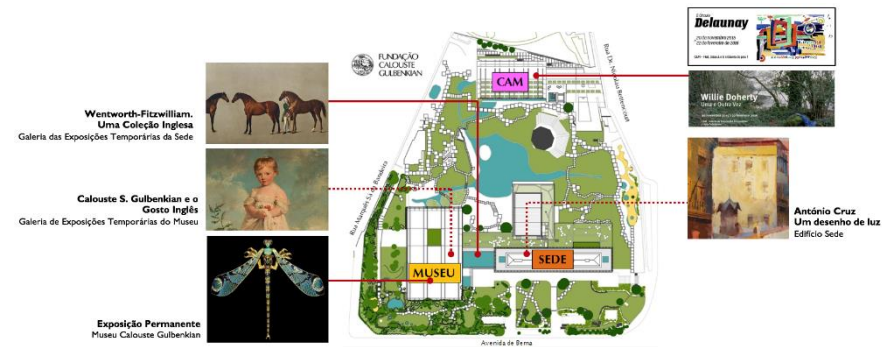 FUNDAÇÃO
CALOUSTE
GULBENKIAN
CAM
Rua Dr. Nicolau Bettencourt
Delaunay
Willie Doherty
Uma e Outra Vez
Wentworth-Fitzwilliam.
Uma Coleção Inglesa
Galeria das Exposições Temporárias da Sede
Calouste S. Gulbenkian e o
Gosto Inglês
Galeria de Exposições Temporárias do Museu
Rua Marquês Sá da Bandeira
António Cruz
Um desenho de luz
Edifício Sede
MUSEU
SEDE
Exposição Permanente
Museu Calouste Gulbenkian
Avenida de Berna